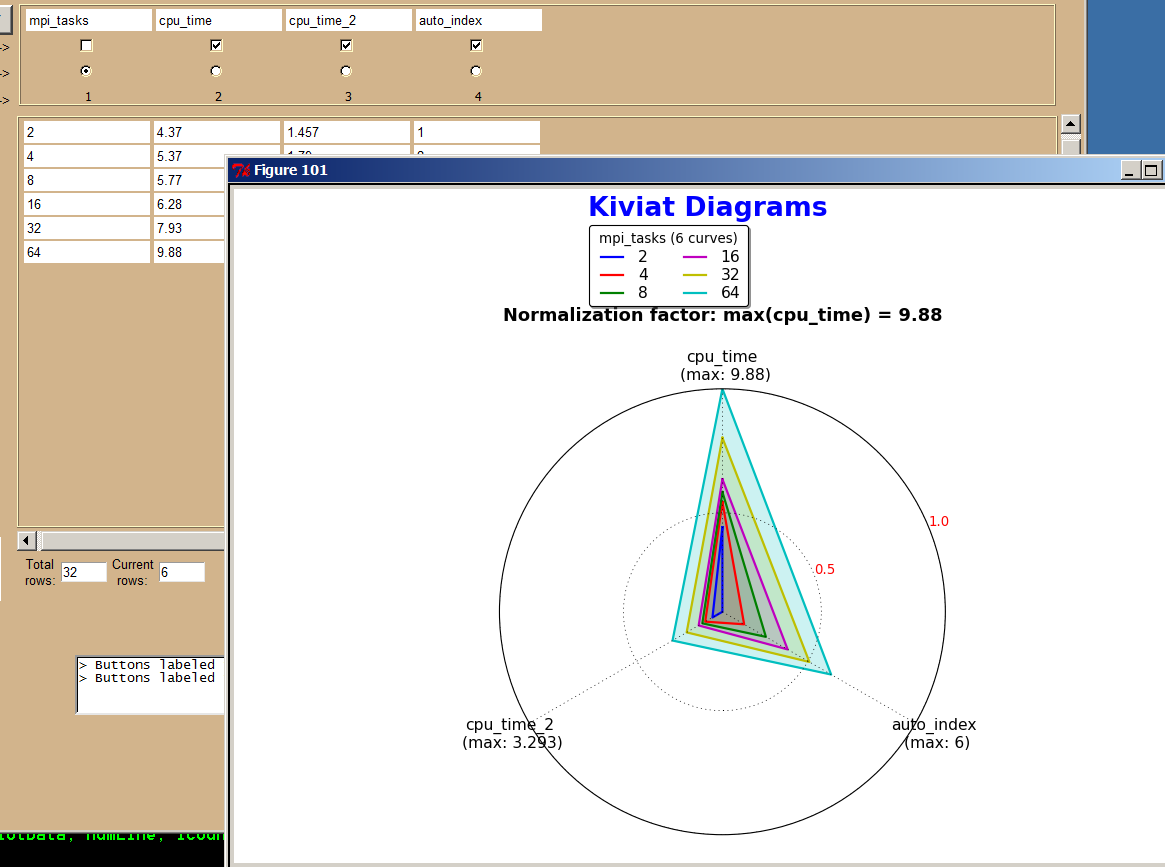 mpi_tasks cpu_time cpu_time_2 auto_index
->
->
1 2 3 4
->
2 4.37 1.457 1
4 5.37
8 5.77
16 6.28
32 7.93
64 9.88
Figure 101
Kiviat Diagrams
mpi_tasks (6 curves)
2 16
4 32
8 64
Normalization factor: max(cpu_time) = 9.88
cpu_time
(max: 9.88)
1.0
0.5
cpu_time_2
(max: 3.293)
auto_index
(max: 6)
Total rows: 32 Current rows: 6
> Buttons labeled
> Buttons labeled